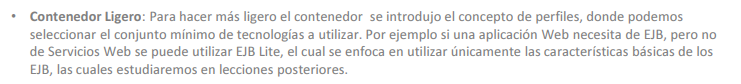 • Contenedor Ligero: Para hacer más ligero el contenedor  se introdujo el concepto de perfiles, donde podemos
seleccionar el conjunto mínimo de tecnologías a utilizar. Por ejemplo si una aplicación Web necesita de EJB, pero no
de Servicios Web se puede utilizar EJB Lite, el cual se enfoca en utilizar únicamente las características básicas de los
EJB, las cuales estudiaremos en lecciones posteriores.